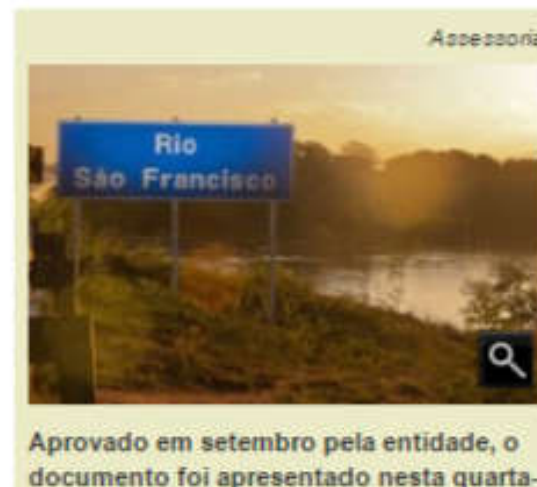 Assessoria
Rio
São Francisco
Aprovado em setembro pela entidade, o
documento foi apresentado nesta quarta-